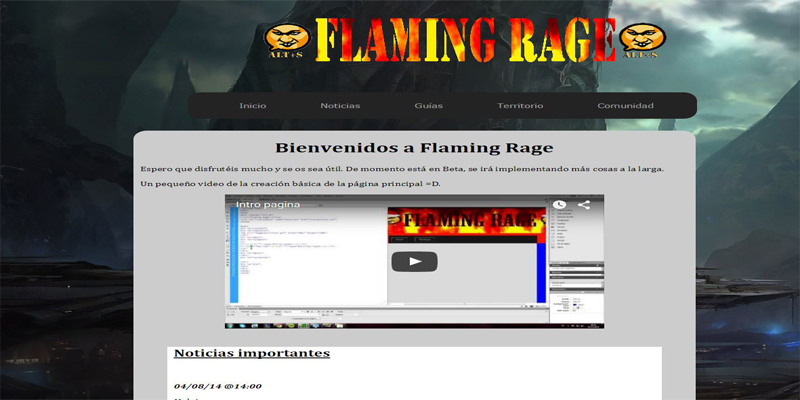 FLAMING RAGE
ALT+S
ALT+S
Inicio Noticias Guías Territorio Comunidad
Bienvenidos a Flaming Rage
Espero que disfrutéis mucho y se os sea útil. De momento está en Beta, se irá implementando más cosas a la larga.
Un pequeño video de la creación básica de la página principal =D.
Intro pagina
FLAMING RAGE
Noticias importantes
04/08/14 @14:00